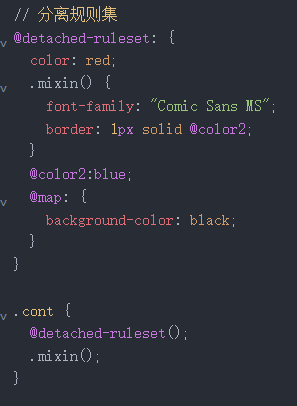 // 分离规则集
@detached-ruleset: {
  color: red;
  .mixin() {
    font-family: "Comic Sans MS";
    border: 1px solid @color2;
  }
  @color2:blue;
  @map: {
    background-color: black;
  }
}

.cont {
  @detached-ruleset();
  .mixin();
}